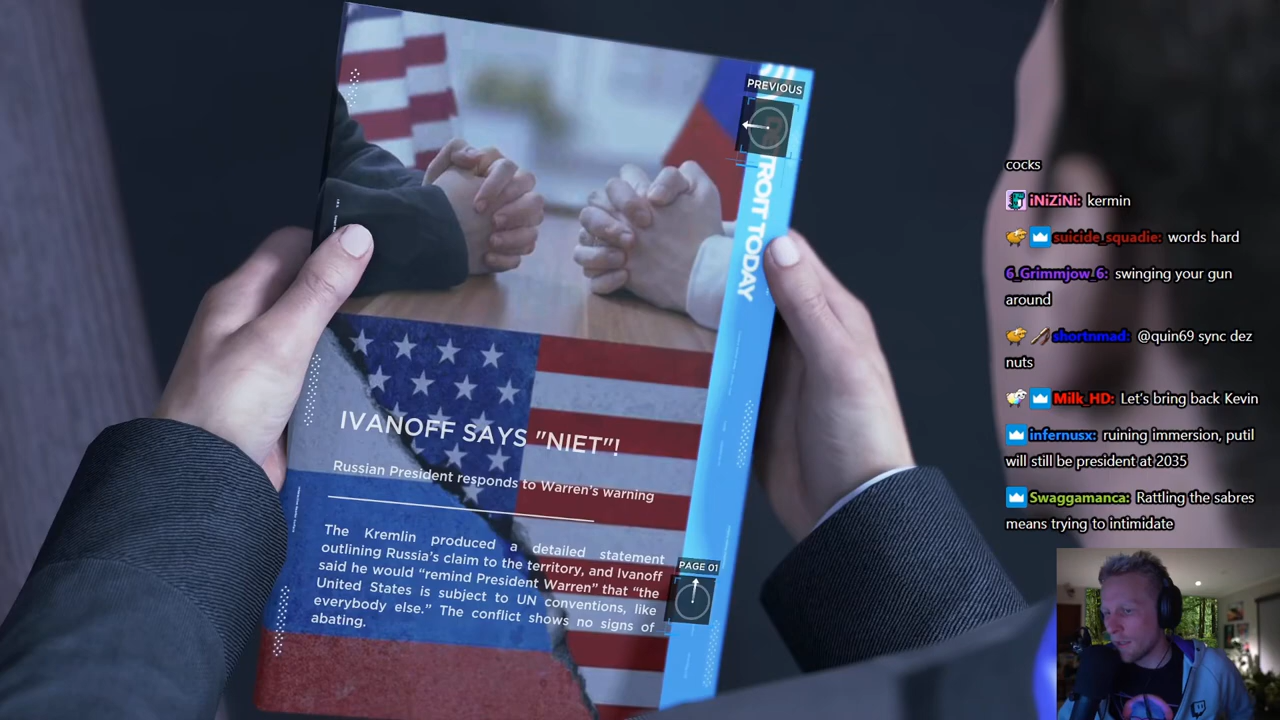 PREVIOUS
TROIT TODAY
IVANOFF SAYS "NIET"!
Russian President responds to Warren's warning
The Kremlin produced a detailed statement
outlining Russia's claim to the territory, and Ivanoff
said he would "remind President Warren" that "the
United States is subject to UN conventions, like
everybody else." The conflict shows no signs of
abating.
PAGE 01
cocks
iNiZiNi: kermin
suicide_squadie: words hard
6_Grimmjow_6: swinging your gun
around
shortnmad: @quin69 sync dez
nuts
Milk_HD: Let's bring back Kevin
infernusx: ruining immersion, putil
will still be president at 2035
Swaggamanca: Rattling the sabres
means trying to intimidate